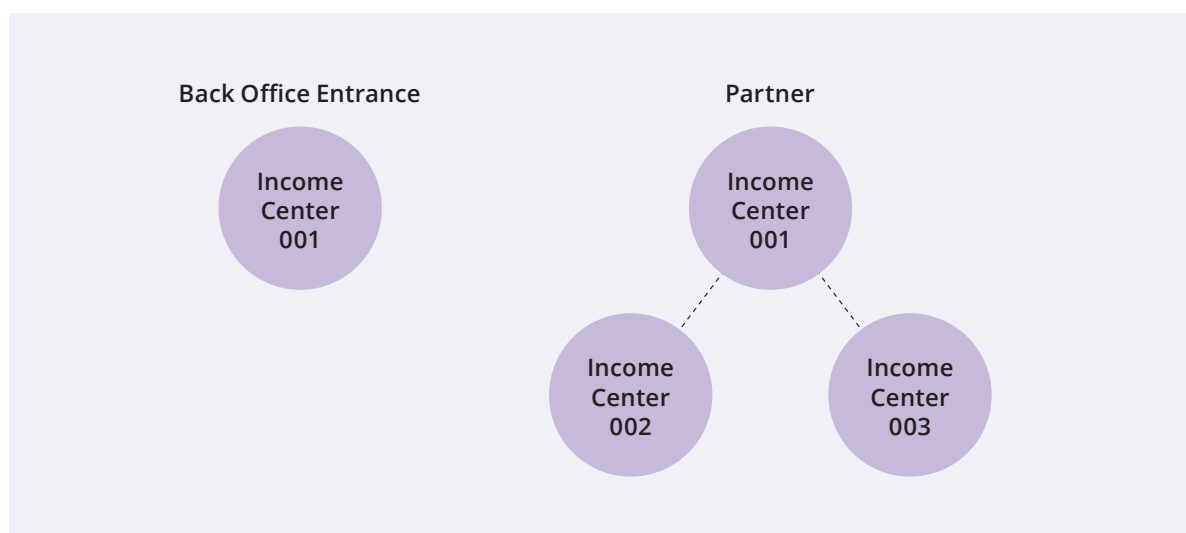 Back Office Entrance
Income
Center
001
Partner
Income
Center
001
Income
Center
002
Income
Center
003